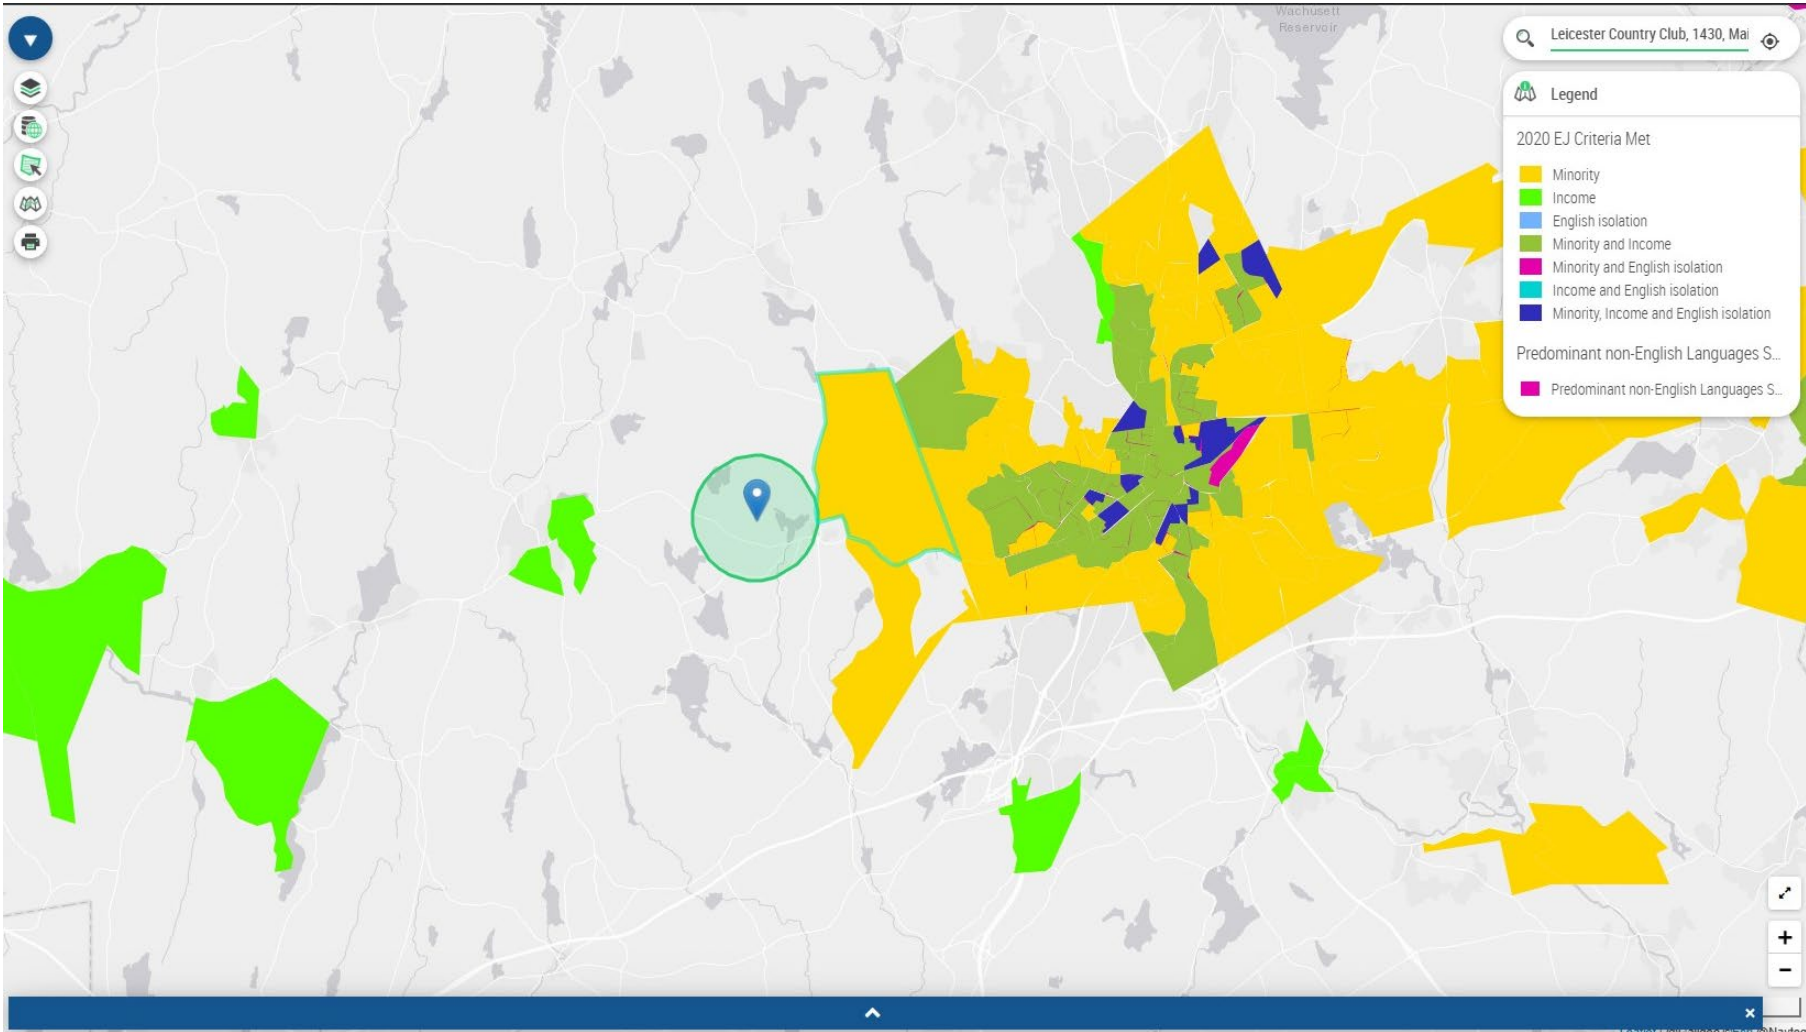 Wachusett
Reservoir
Leicester Country Club, 1430, Mai
Legend
2020 EJ Criteria Met
Minority
Income
English isolation
Minority and Income
Minority and English isolation
Income and English isolation
Minority, Income and English isolation
Predominant non-English Languages S...
Predominant non-English Languages S...
+
−
×